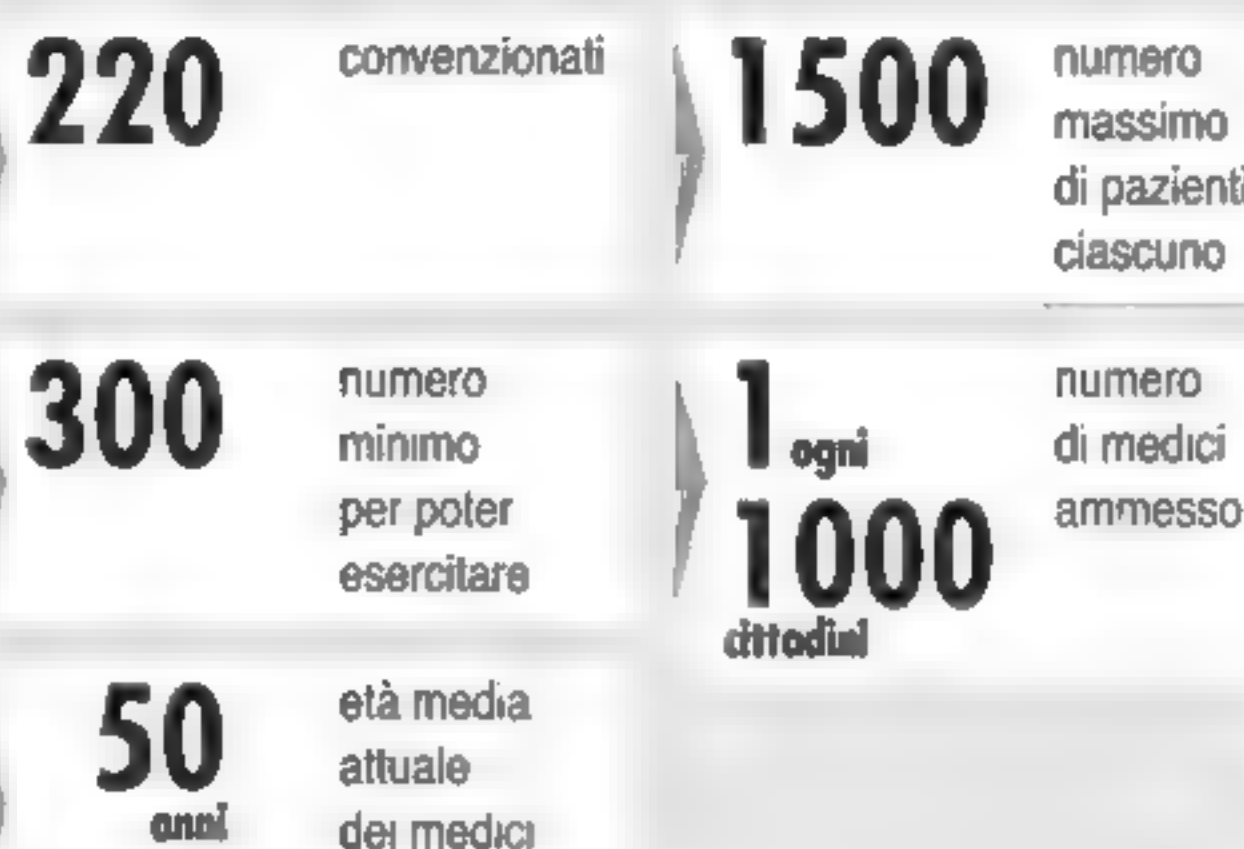 220 convenzionati
1500 numero
massimo
di pazienti
ciascuno
300 numero
minimo
per poter
esercitare
1 ogni
1000
cittadini
numero
di medici
ammesso
50
anni
età media
attuale
dei medici